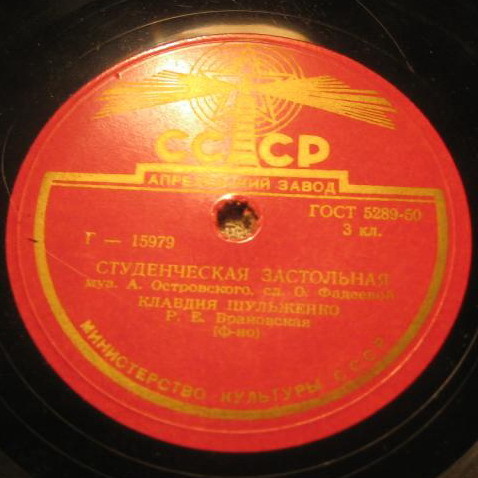 СССР
АПРЕЛЕВСКИЙ ЗАВОД
ГОСТ 5289-50
3 кл.
Г — 15979
СТУДЕНЧЕСКАЯ ЗАСТОЛЬНАЯ
муз. А. Островского, сл. О. Фадеевой
КЛАВДИЯ ШУЛЬЖЕНКО
Р. Е. Брановская
(Ф-но)
МИНИСТЕРСТВО КУЛЬТУРЫ СССР